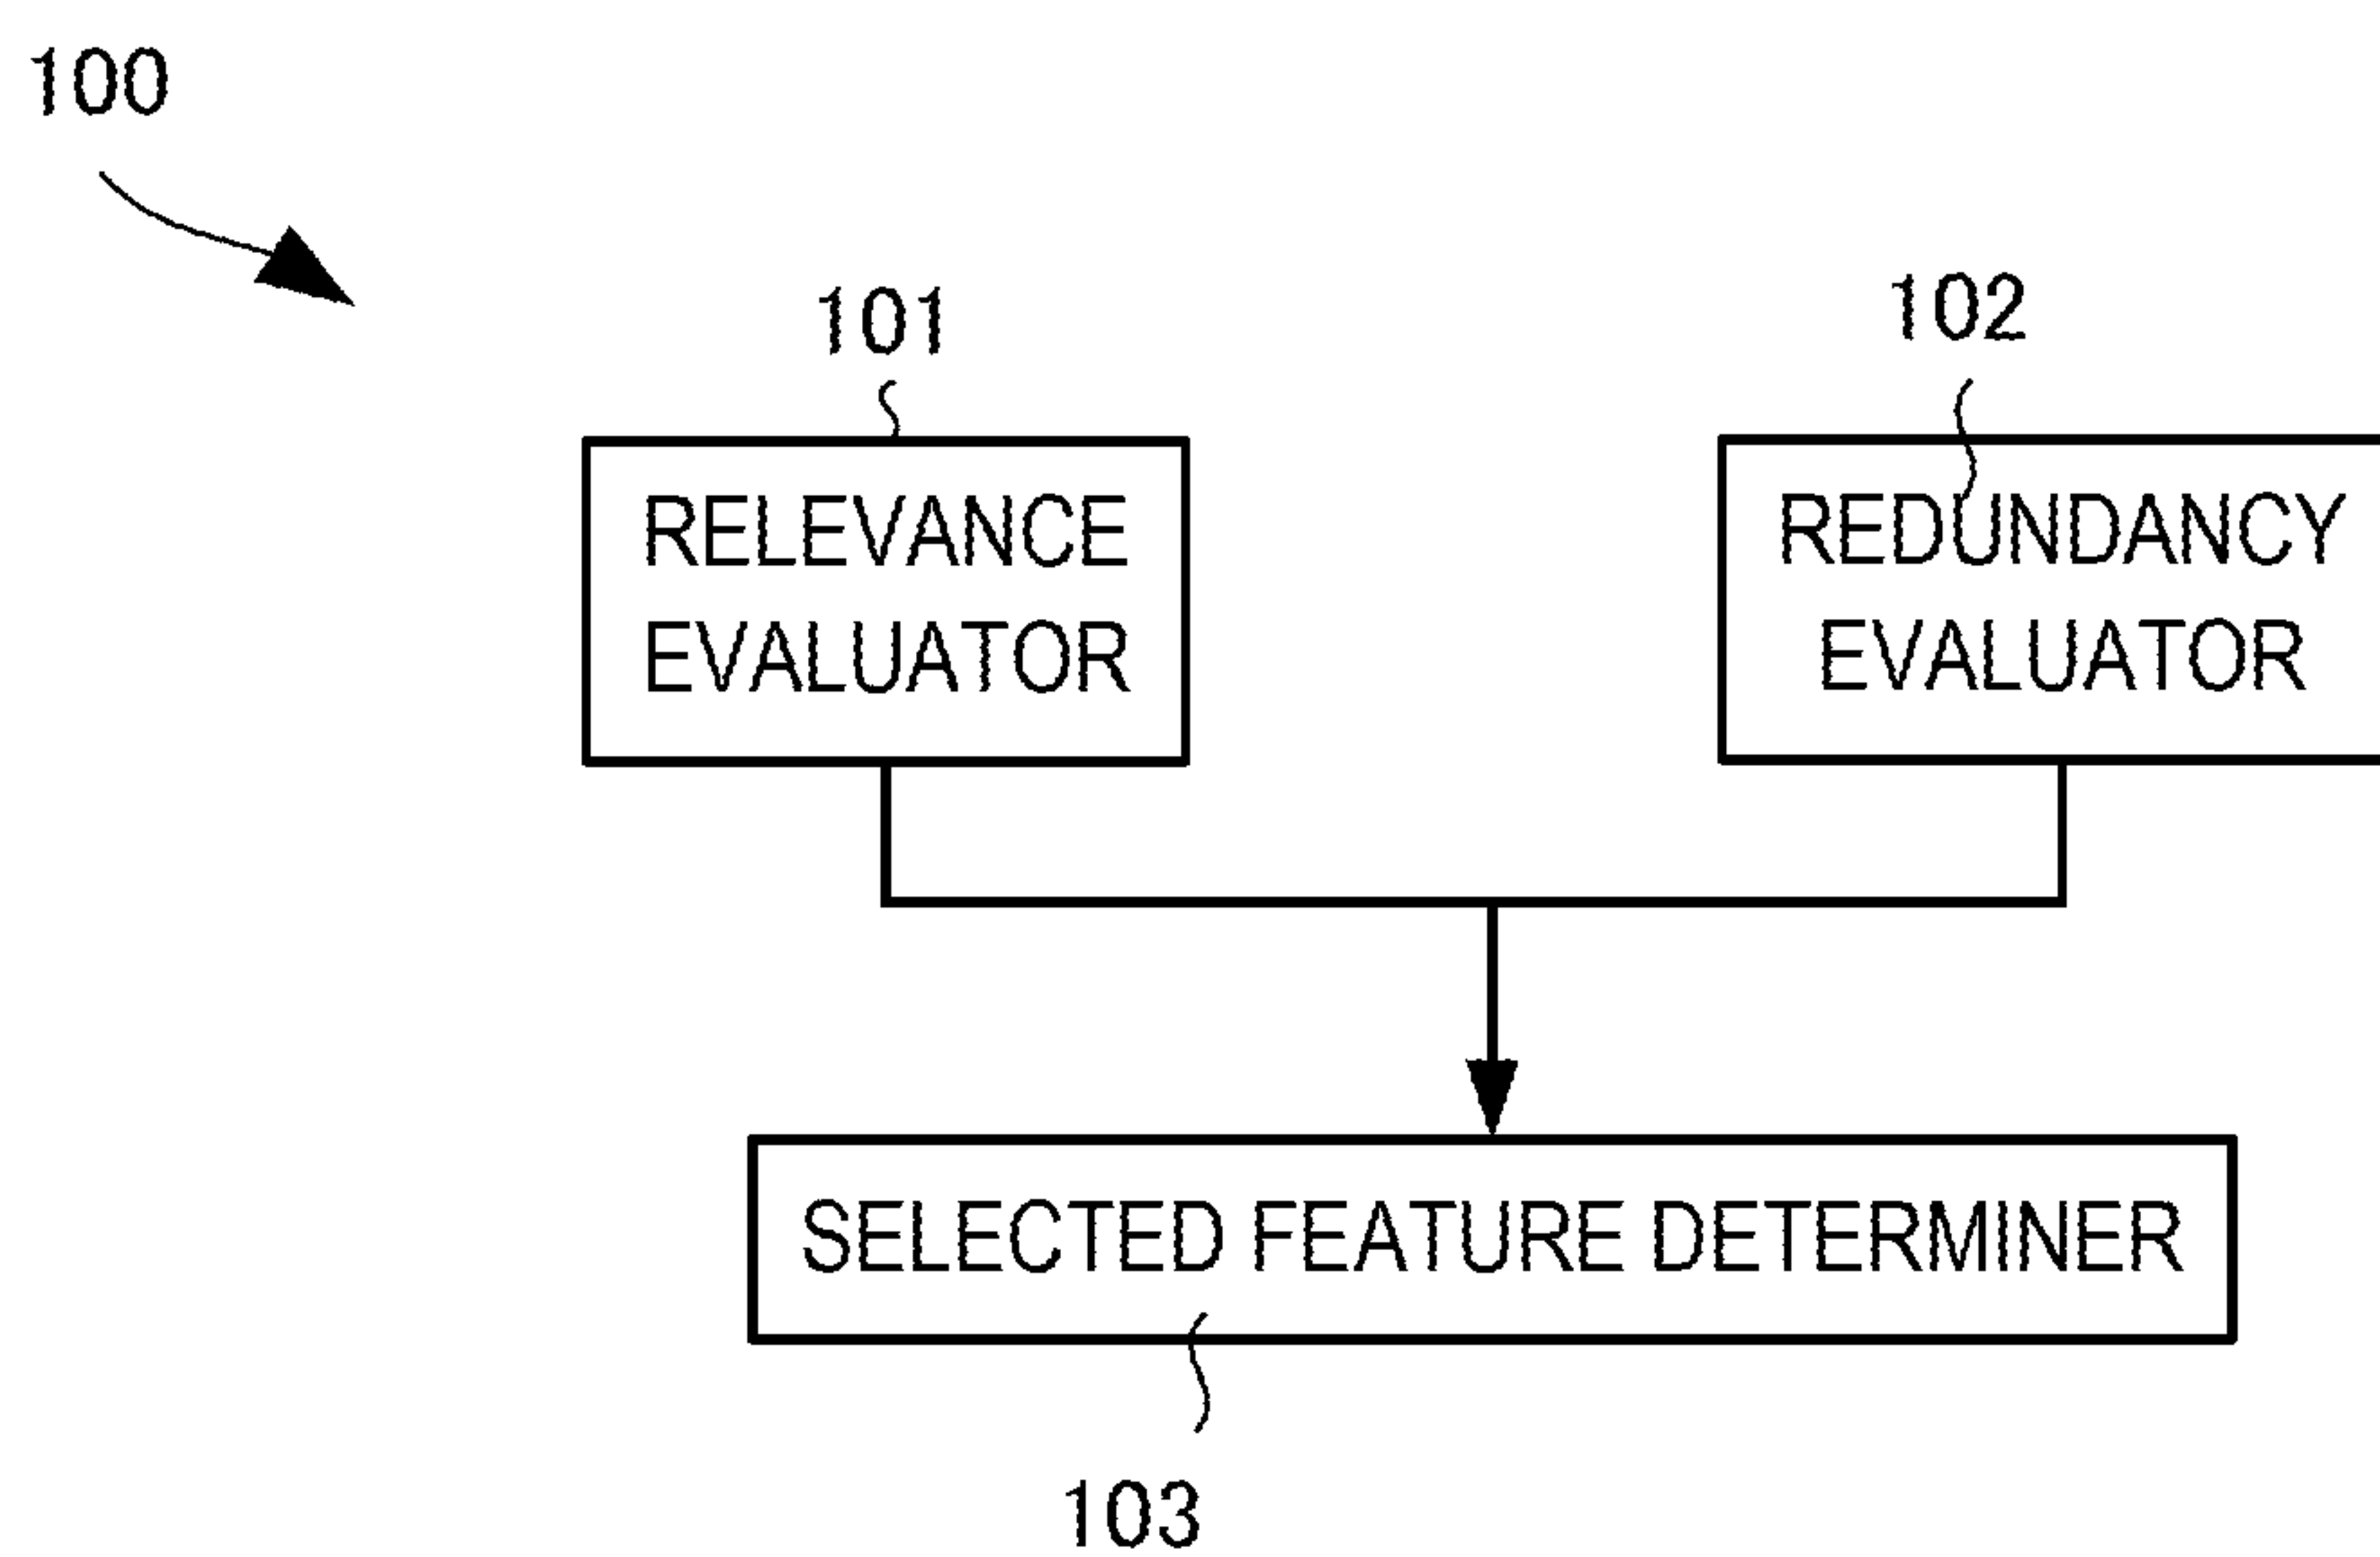 100
101
102
RELEVANCE
EVALUATOR
REDUNDANCY
EVALUATOR
SELECTED FEATURE DETERMINER
103